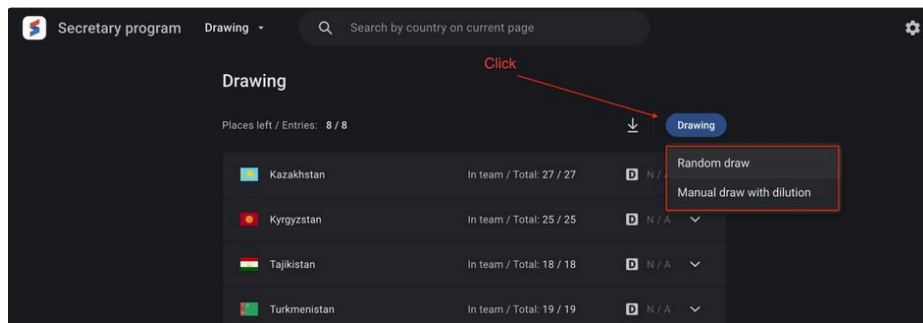 Secretary program Drawing Search by country on current page
Click
Drawing
Places left / Entries: 8 / 8 Drawing
Random draw
Kazakhstan In team / Total: 27 / 27 D N / A
Manual draw with dilution
Kyrgyzstan In team / Total: 25 / 25 D N / A
Tajikistan In team / Total: 18 / 18 D N / A
Turkmenistan In team / Total: 19 / 19 D N / A